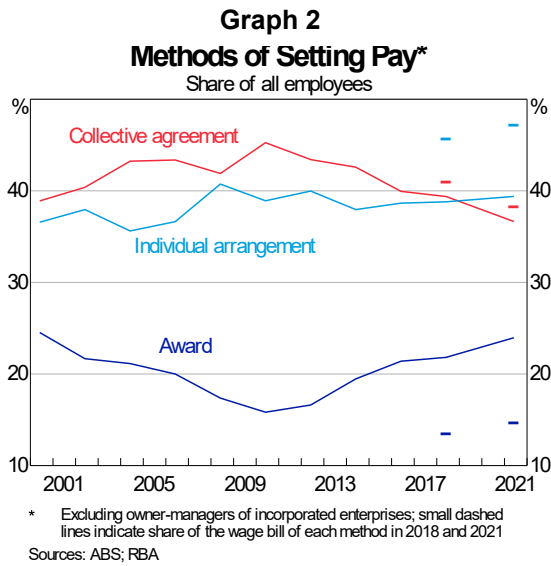 Graph 2
Methods of Setting Pay*
Share of all employees
% %
Collective agreement
40 40
Individual arrangement
30 30
Award
20 20
10 10
2001 2005 2009 2013 2017 2021
* Excluding owner-managers of incorporated enterprises; small dashed
lines indicate share of the wage bill of each method in 2018 and 2021
Sources: ABS; RBA